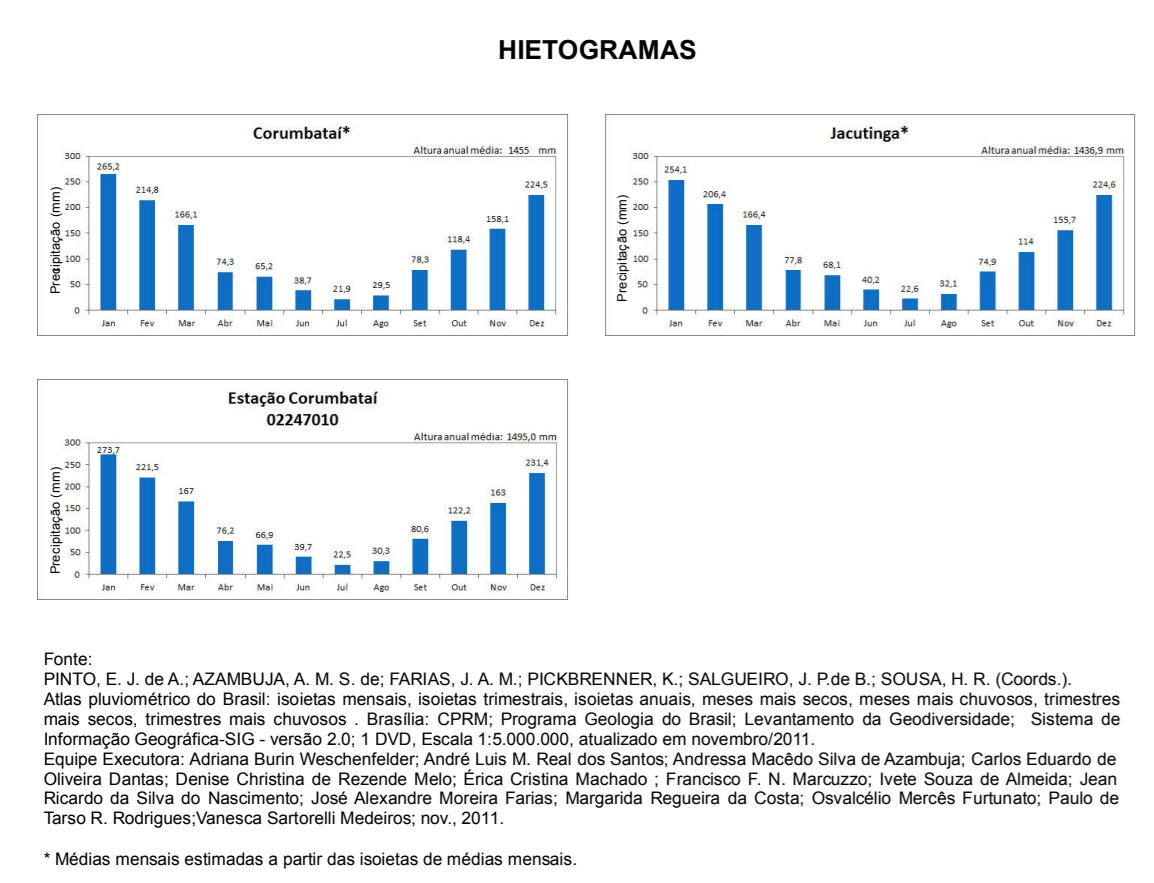 HIETOGRAMAS
Corumbataí*
Altura anual média: 1455 mm
Precipitação (mm)
300
250
200
150
100
50
0
265,2
214,8
166,1
74,3
65,2
38,7
21,9
29,5
78,3
118,4
158,1
224,5
Jan Fev Mar Abr Mai Jun Jul Ago Set Out Nov Dez
Jacutinga*
Altura anual média: 1436,9 mm
Precipitação (mm)
300
250
200
150
100
50
0
254,1
206,4
166,4
77,8
68,1
40,2
22,6
32,1
74,9
114
155,7
224,6
Jan Fev Mar Abr Mai Jun Jul Ago Set Out Nov Dez
Estação Corumbataí
02247010
Altura anual média: 1495,0 mm
Precipitação (mm)
300
250
200
150
100
50
0
273,7
221,5
167
76,2
66,9
39,7
22,5
30,3
80,6
122,2
163
231,4
Jan Fev Mar Abr Mai Jun Jul Ago Set Out Nov Dez
Fonte:
PINTO, E. J. de A.; AZAMBUJA, A. M. S. de; FARIAS, J. A. M.; PICKBRENNER, K.; SALGUEIRO, J. P.de B.; SOUSA, H. R. (Coords.).
Atlas pluviométrico do Brasil: isoietas mensais, isoietas trimestrais, isoietas anuais, meses mais secos, meses mais chuvosos, trimestres
mais secos, trimestres mais chuvosos . Brasília: CPRM; Programa Geologia do Brasil; Levantamento da Geodiversidade; Sistema de
Informação Geográfica-SIG - versão 2.0; 1 DVD, Escala 1:5.000.000, atualizado em novembro/2011.
Equipe Executora: Adriana Burin Weschenfelder; André Luis M. Real dos Santos; Andressa Macêdo Silva de Azambuja; Carlos Eduardo de
Oliveira Dantas; Denise Christina de Rezende Melo; Érica Cristina Machado ; Francisco F. N. Marcuzzo; Ivete Souza de Almeida; Jean
Ricardo da Silva do Nascimento; José Alexandre Moreira Farias; Margarida Regueira da Costa; Osvalcélio Mercês Furtunato; Paulo de
Tarso R. Rodrigues;Vanesca Sartorelli Medeiros; nov., 2011.
* Médias mensais estimadas a partir das isoietas de médias mensais.